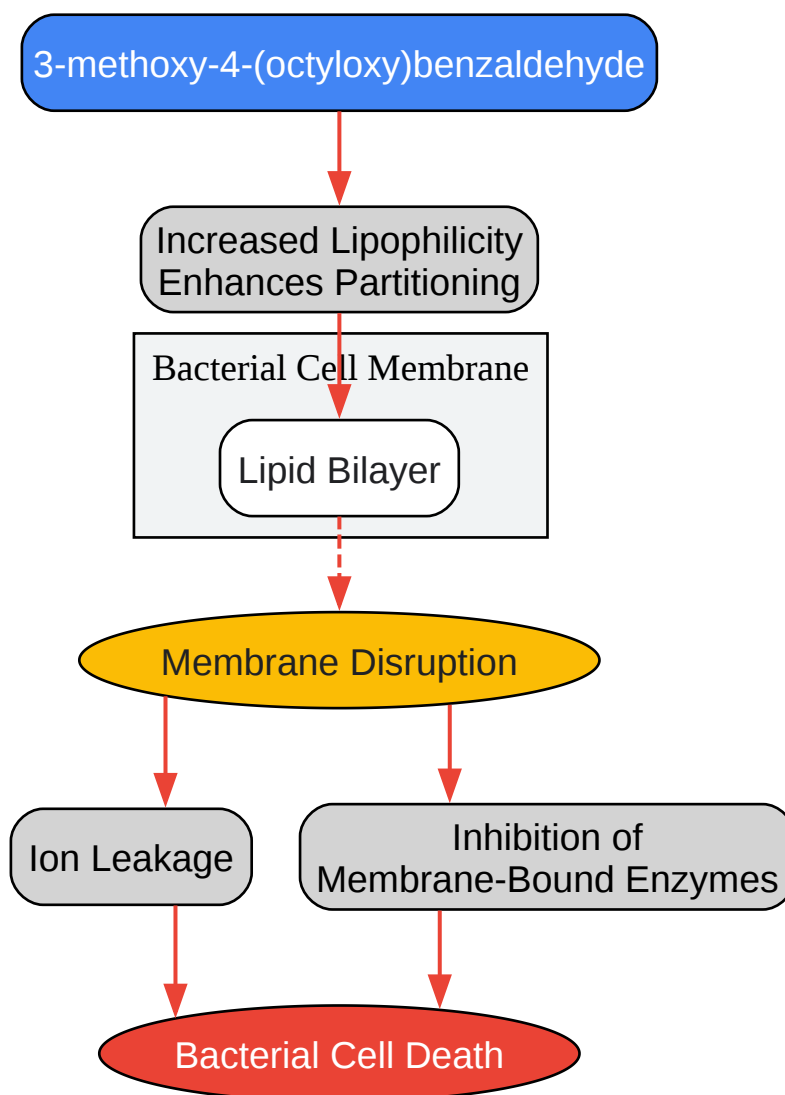 3-methoxy-4-(octyloxy)benzaldehyde
Increased Lipophilicity
Enhances Partitioning
Bacterial Cell Membrane
Lipid Bilayer
Membrane Disruption
Ion Leakage
Inhibition of
Membrane-Bound Enzymes
Bacterial Cell Death